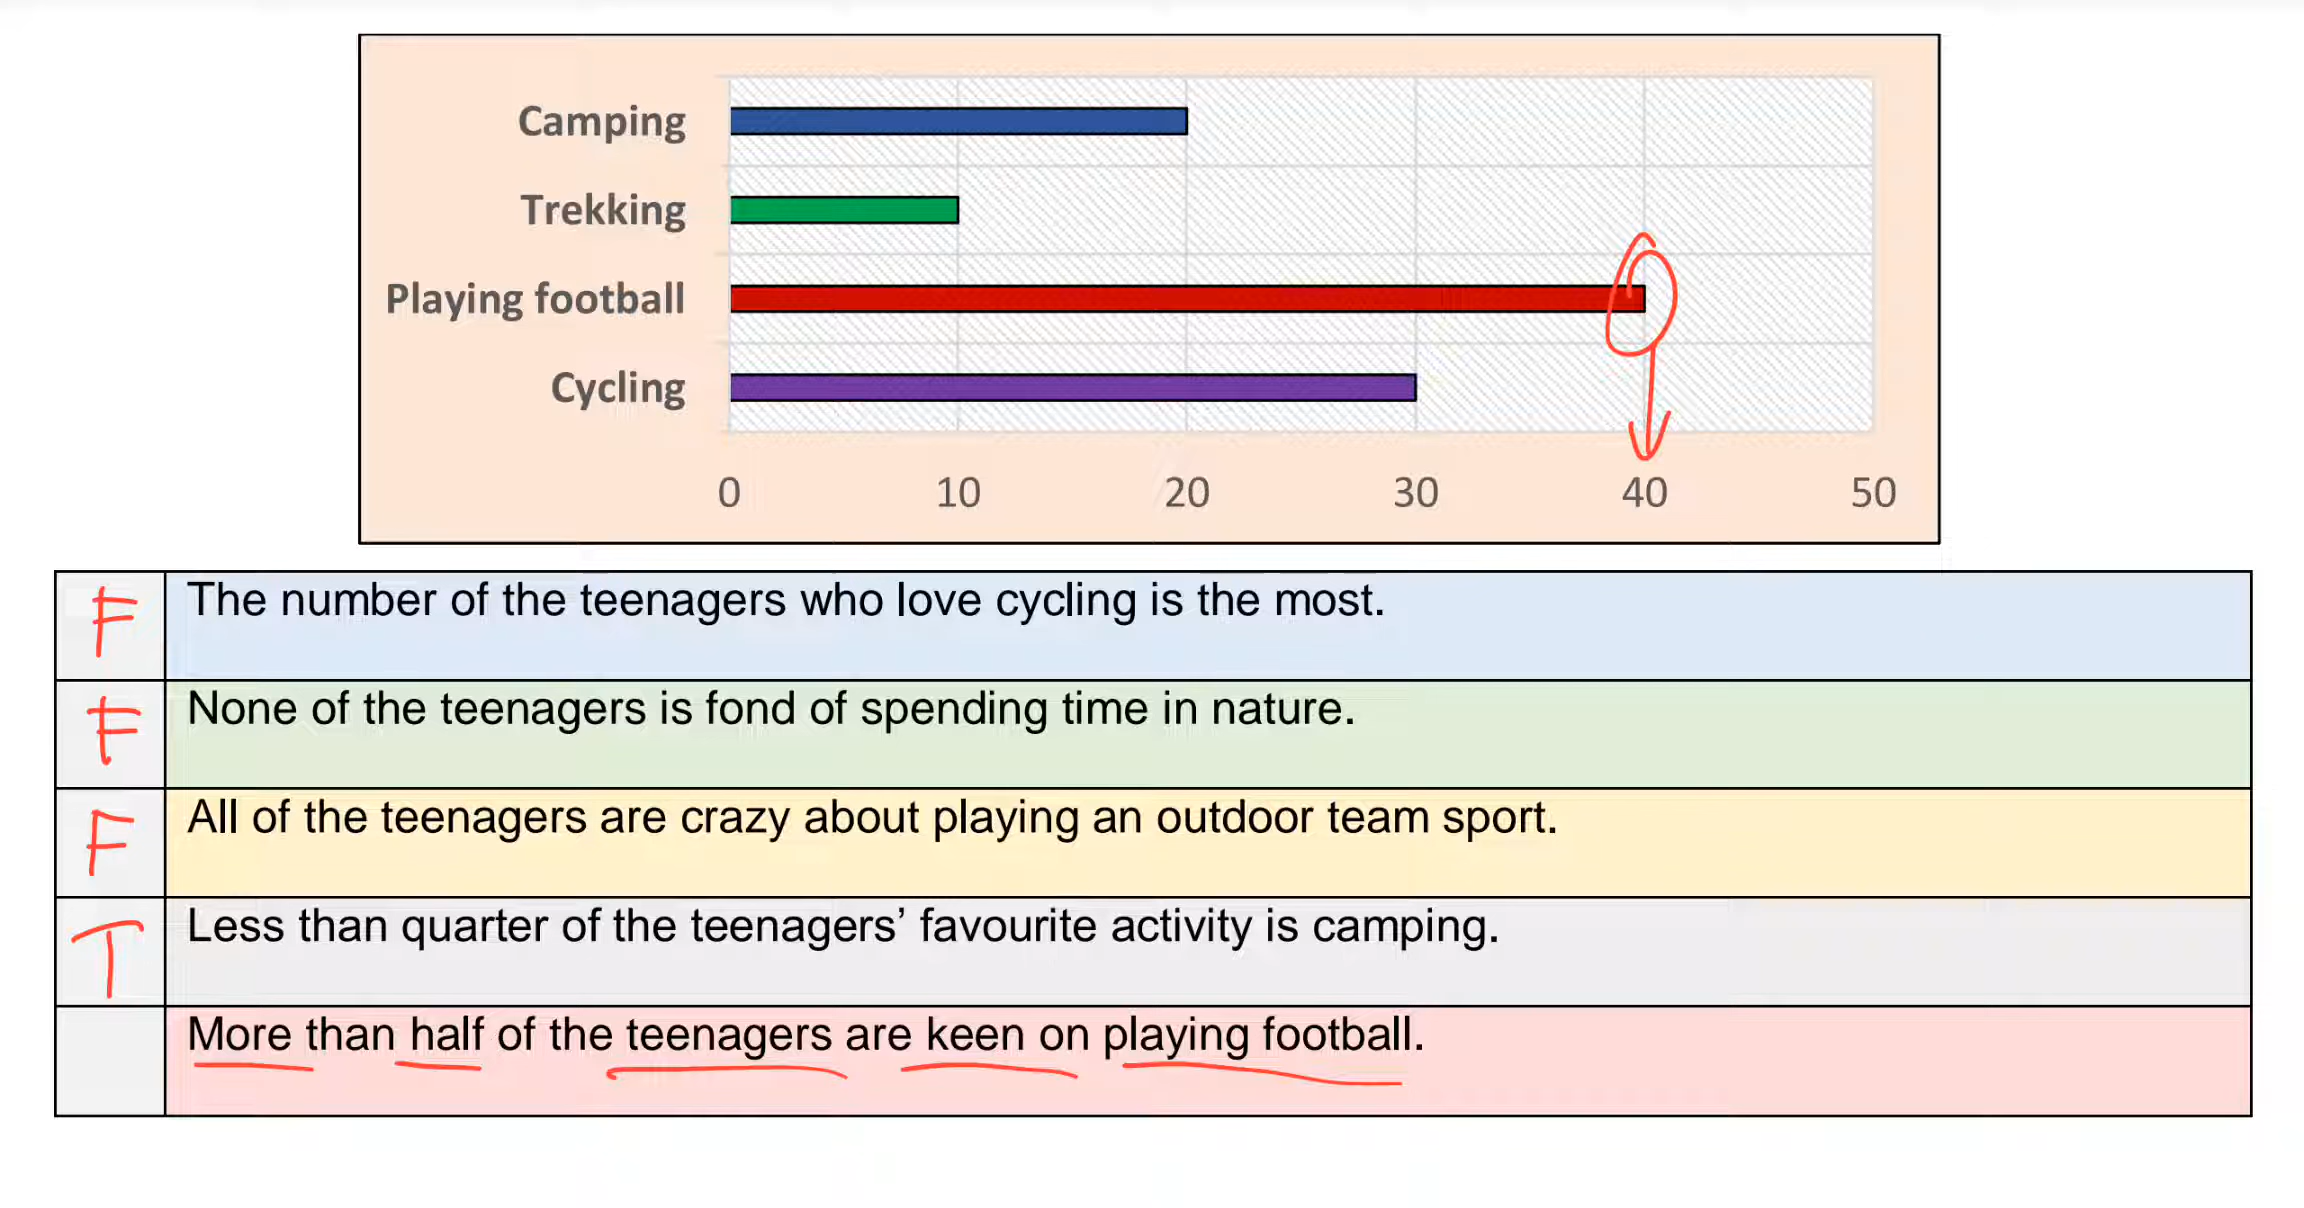 Camping
Trekking
Playing football
Cycling
0 10 20 30 40 50
F The number of the teenagers who love cycling is the most.
F None of the teenagers is fond of spending time in nature.
F All of the teenagers are crazy about playing an outdoor team sport.
T Less than quarter of the teenagers’ favourite activity is camping.
More than half of the teenagers are keen on playing football.